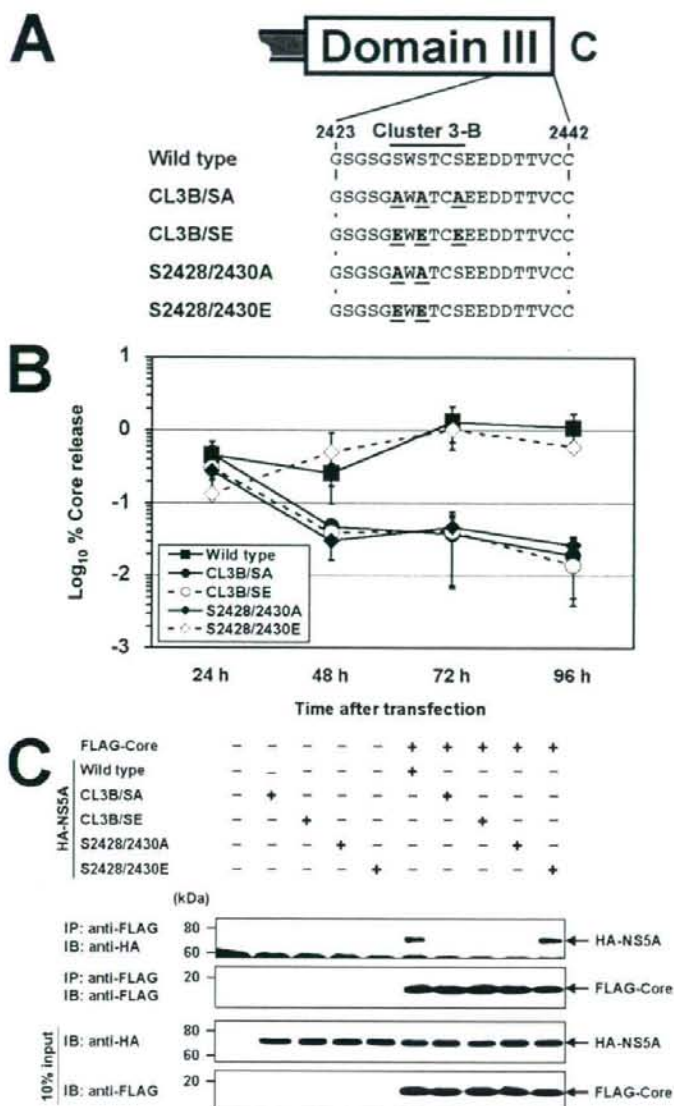 A
Domain III C
2423 Cluster 3-B 2442
Wild type GSGSGSWSTCSEEDDTTVCC
CL3B/SA GSGSGAWATCAEEDDTTVCC
CL3B/SE GSGSGEWETCEEEDDTTVCC
S2428/2430A GSGSGAWATCSEEDDTTVCC
S2428/2430E GSGSGEWETCSEEDDTTVCC
B
Log10 % Core release
1
0
-1
-2
-3
Wild type
CL3B/SA
CL3B/SE
S2428/2430A
S2428/2430E
24 h 48 h 72 h 96 h
Time after transfection
C
FLAG-Core – – – – – + + + + +
HA-NS5A
Wild type – – – – – + – – – –
CL3B/SA – + – – – – + – – –
CL3B/SE – – + – – – – + – –
S2428/2430A – – – + – – – – + –
S2428/2430E – – – – + – – – – +
(kDa)
IP: anti-FLAG 80
IB: anti-HA 60 HA-NS5A
IP: anti-FLAG 20
IB: anti-FLAG FLAG-Core
10% input
IB: anti-HA 80 HA-NS5A
60
IB: anti-FLAG 20 FLAG-Core